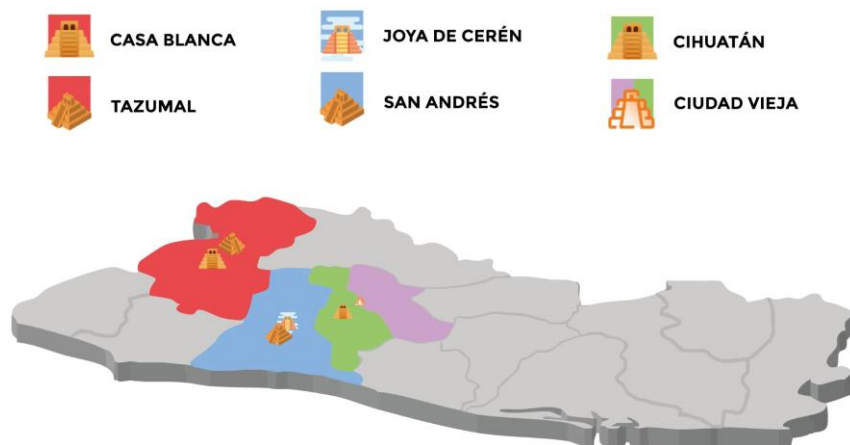 CASA BLANCA
JOYA DE CERÉN
CIHUATÁN
TAZUMAL
SAN ANDRÉS
CIUDAD VIEJA